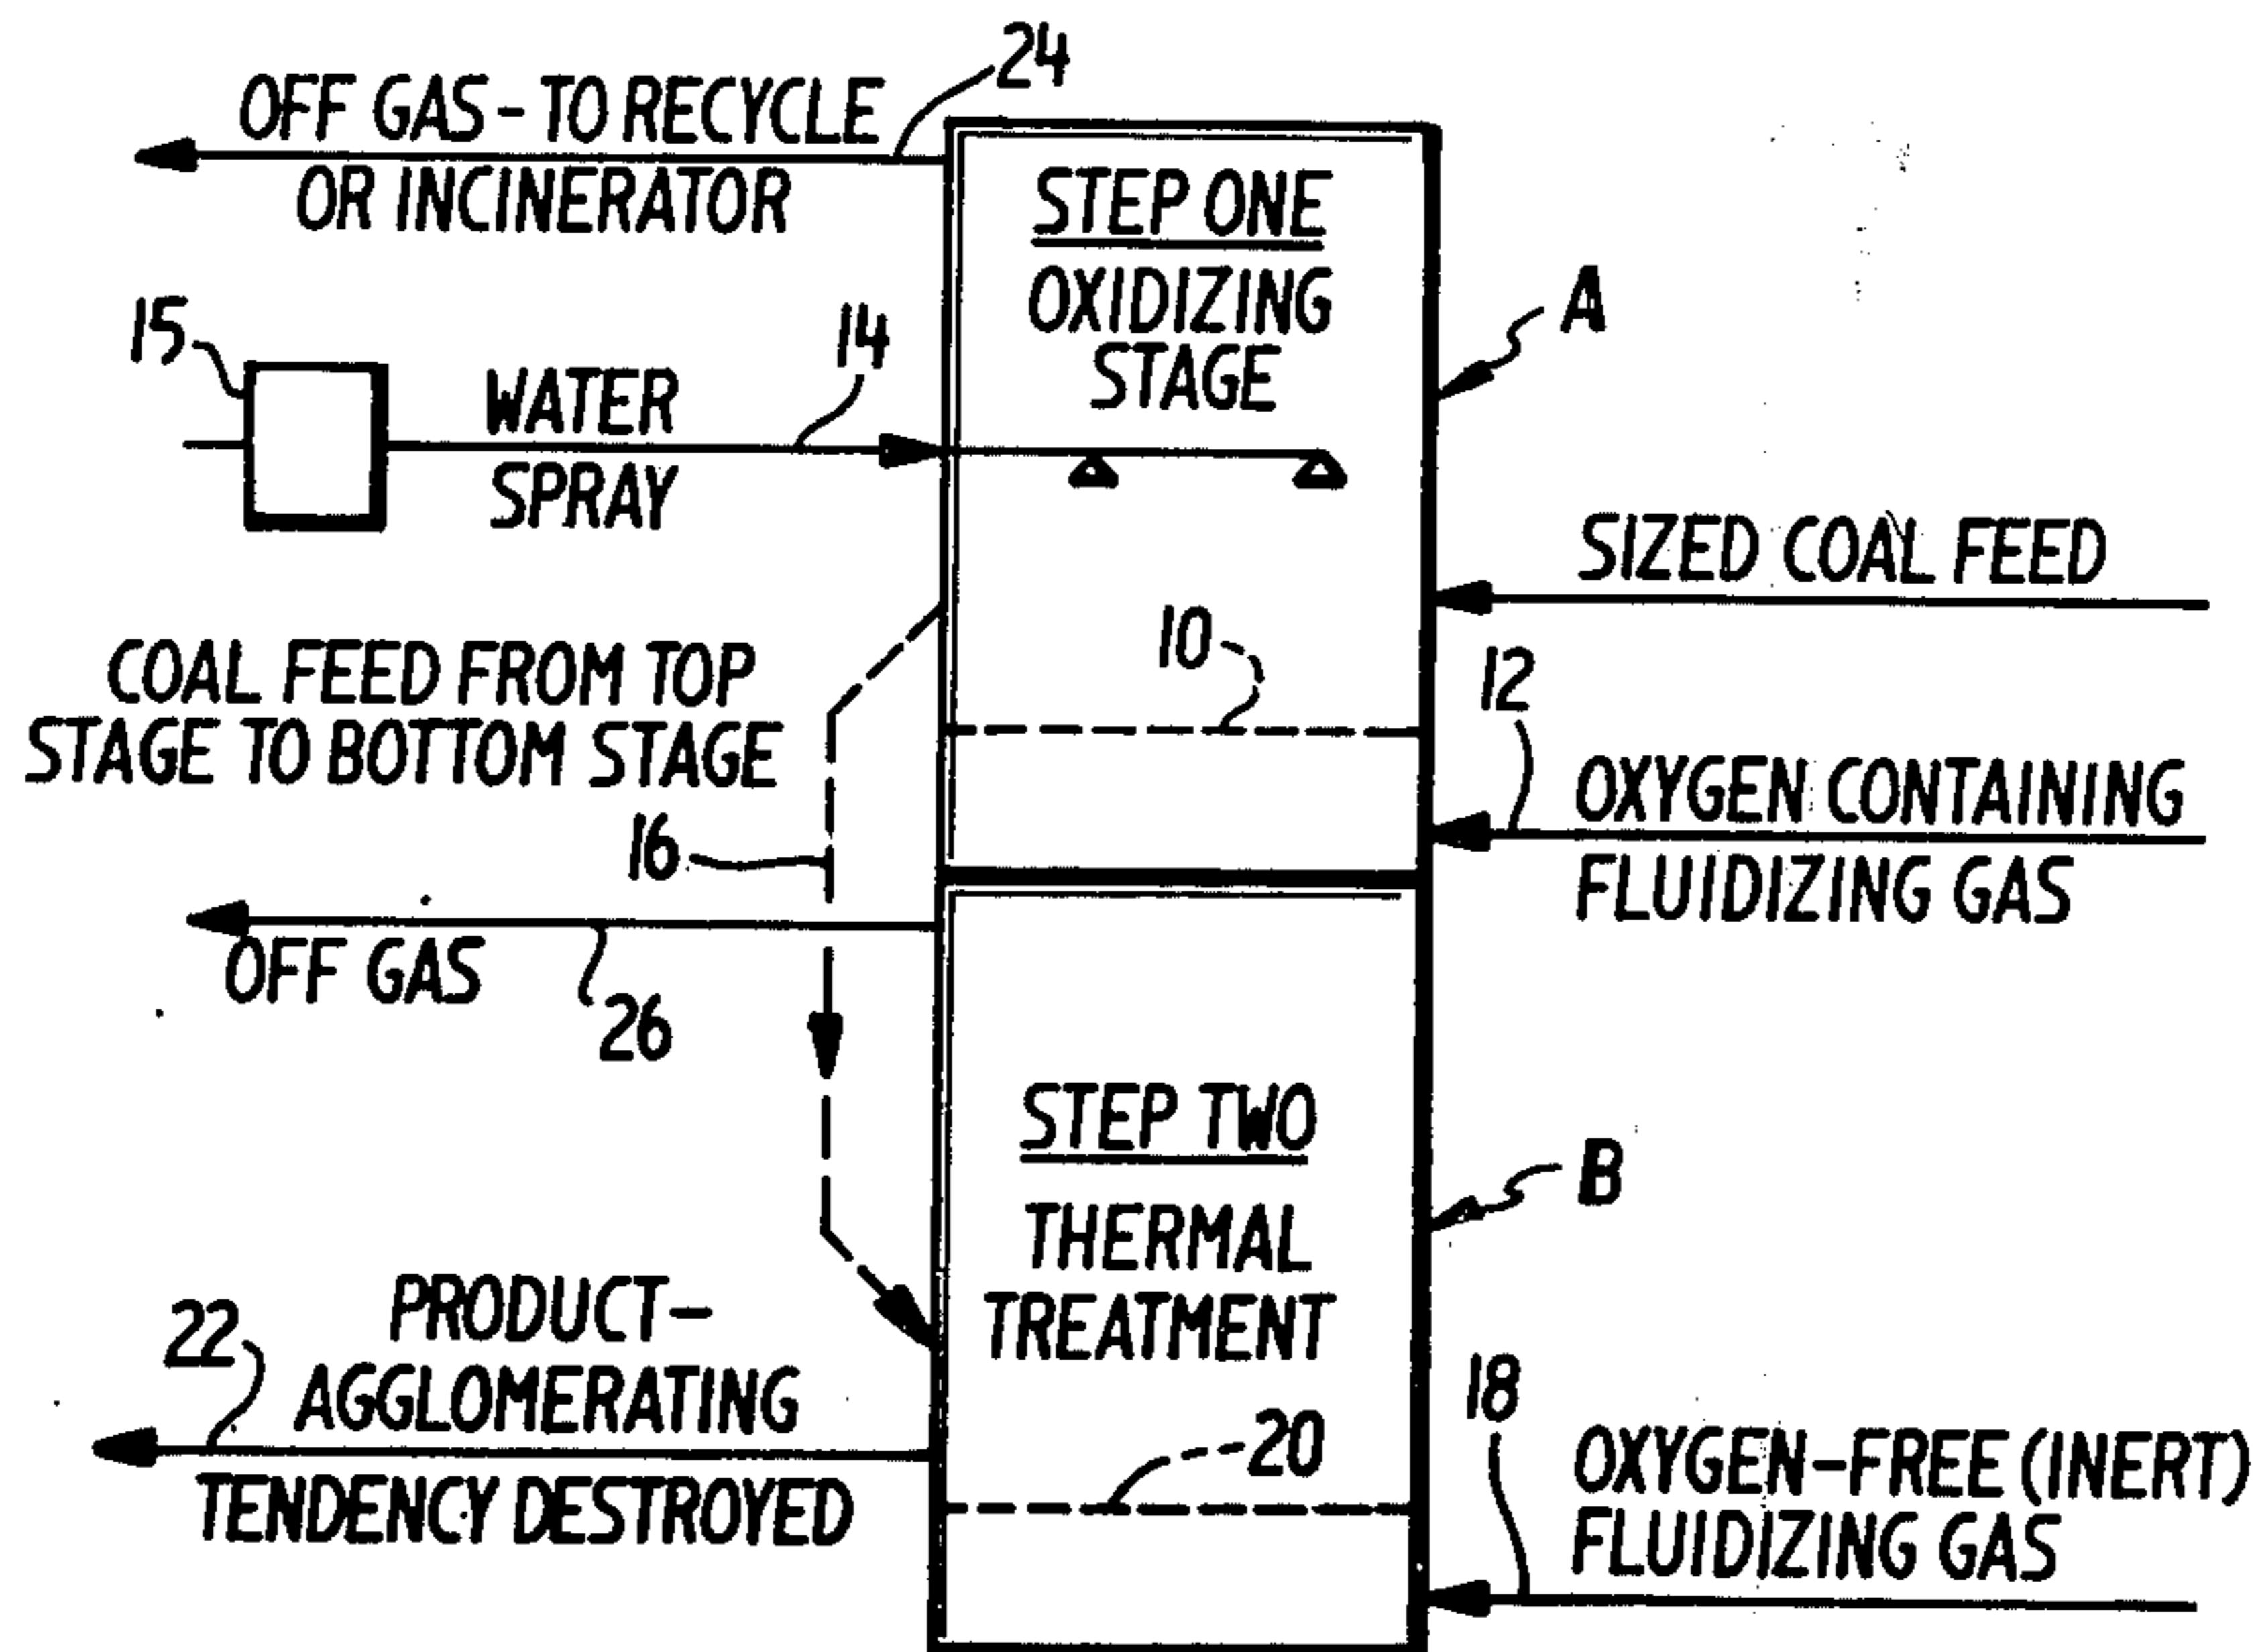 24
OFF GAS - TO RECYCLE
OR INCINERATOR
STEP ONE
OXIDIZING
STAGE
A
15
WATER
SPRAY
14
SIZED COAL FEED
10
12
COAL FEED FROM TOP
STAGE TO BOTTOM STAGE
OXYGEN CONTAINING
FLUIDIZING GAS
16
OFF GAS
26
STEP TWO
THERMAL
TREATMENT
B
22
PRODUCT-
AGGLOMERATING
TENDENCY DESTROYED
20
18
OXYGEN-FREE (INERT)
FLUIDIZING GAS